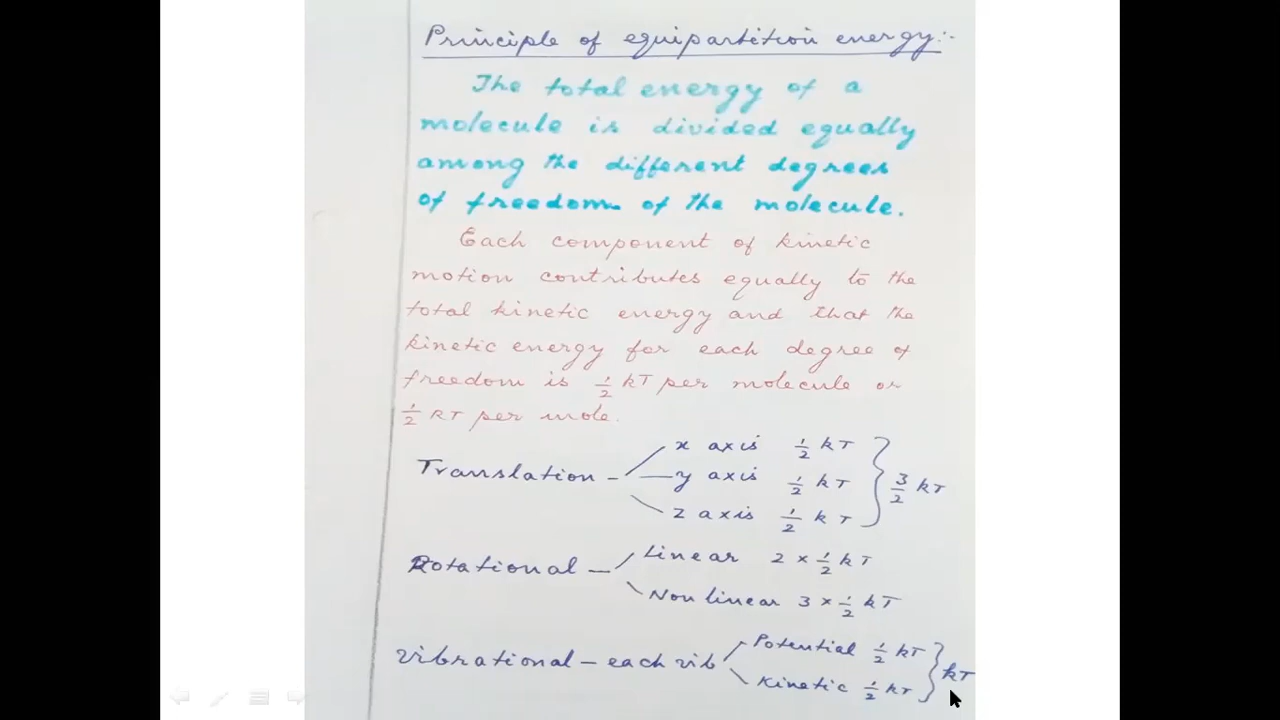 Principle of equipartition energy:-
The total energy of a
molecule is divided equally
among the different degrees
of freedom of the molecule.
Each component of kinetic
motion contributes equally to the
total kinetic energy and that the
kinetic energy for each degree of
freedom is 1/2 kT per molecule or
1/2 RT per mole.
x axis 1/2 kT
Translation – y axis 1/2 kT } 3/2 kT
z axis 1/2 kT
Rotational – Linear 2 × 1/2 kT
Non linear 3 × 1/2 kT
Vibrational – each vib Potential 1/2 kT } kT
Kinetic 1/2 kT